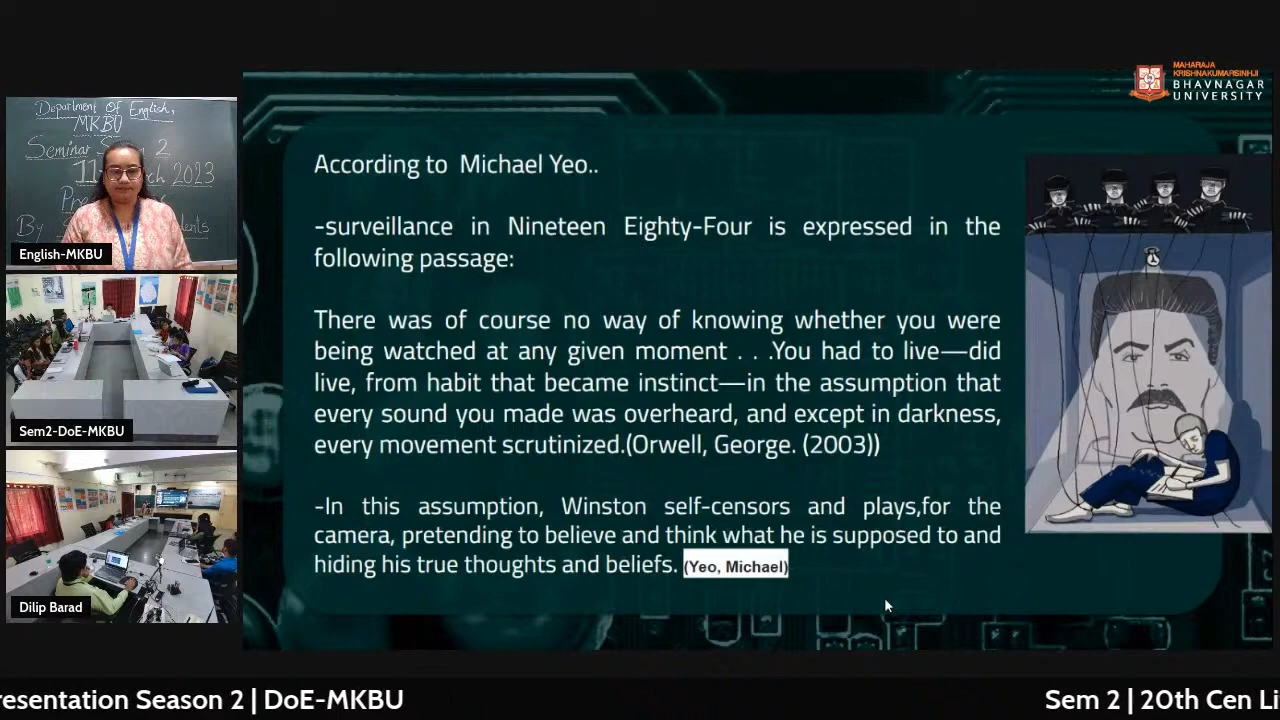 MAHARAJA
KRISHNAKUMARSINHJI
BHAVNAGAR
UNIVERSITY
Department Of English,
MKBU
Seminar 2
11 2023
By
English-MKBU
Sem2-DoE-MKBU
Dilip Barad
According to Michael Yeo..
-surveillance in Nineteen Eighty-Four is expressed in the
following passage:
There was of course no way of knowing whether you were
being watched at any given moment . . .You had to live—did
live, from habit that became instinct—in the assumption that
every sound you made was overheard, and except in darkness,
every movement scrutinized.(Orwell, George. (2003))
-In this assumption, Winston self-censors and plays,for the
camera, pretending to believe and think what he is supposed to and
hiding his true thoughts and beliefs. (Yeo, Michael)
resentation Season 2 | DoE-MKBU
Sem 2 | 20th Cen Li